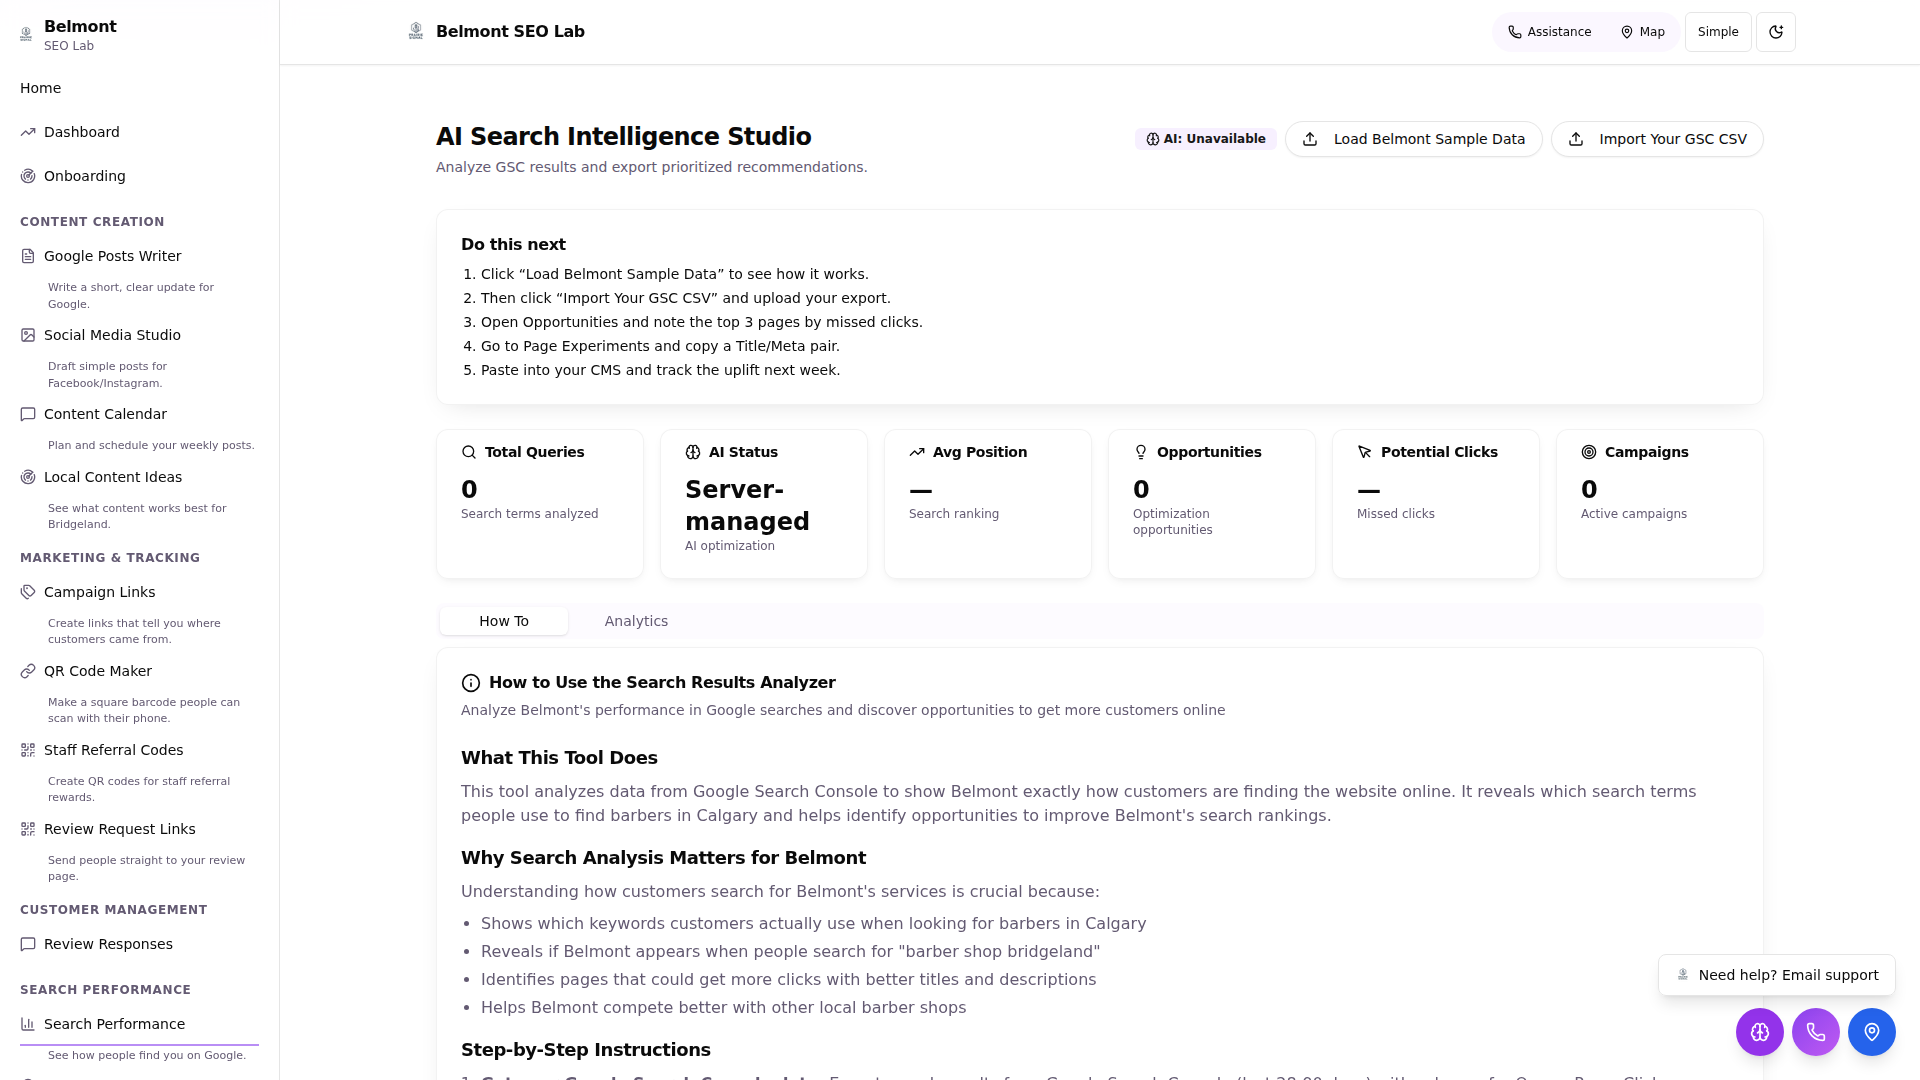 Belmont
SEO Lab
Home
Dashboard
Onboarding
CONTENT CREATION
Google Posts Writer
Write a short, clear update for
Google.
Social Media Studio
Draft simple posts for
Facebook/Instagram.
Content Calendar
Plan and schedule your weekly posts.
Local Content Ideas
See what content works best for
Bridgeland.
MARKETING & TRACKING
Campaign Links
Create links that tell you where
customers came from.
QR Code Maker
Make a square barcode people can
scan with their phone.
Staff Referral Codes
Create QR codes for staff referral
rewards.
Review Request Links
Send people straight to your review
page.
CUSTOMER MANAGEMENT
Review Responses
SEARCH PERFORMANCE
Search Performance
See how people find you on Google.
Belmont SEO Lab
Assistance
Map
Simple
AI Search Intelligence Studio
Analyze GSC results and export prioritized recommendations.
AI: Unavailable
Load Belmont Sample Data
Import Your GSC CSV
Do this next
1. Click “Load Belmont Sample Data” to see how it works.
2. Then click “Import Your GSC CSV” and upload your export.
3. Open Opportunities and note the top 3 pages by missed clicks.
4. Go to Page Experiments and copy a Title/Meta pair.
5. Paste into your CMS and track the uplift next week.
Total Queries
0
Search terms analyzed
AI Status
Server-
managed
AI optimization
Avg Position
—
Search ranking
Opportunities
0
Optimization
opportunities
Potential Clicks
—
Missed clicks
Campaigns
0
Active campaigns
How To
Analytics
How to Use the Search Results Analyzer
Analyze Belmont's performance in Google searches and discover opportunities to get more customers online
What This Tool Does
This tool analyzes data from Google Search Console to show Belmont exactly how customers are finding the website online. It reveals which search terms
people use to find barbers in Calgary and helps identify opportunities to improve Belmont's search rankings.
Why Search Analysis Matters for Belmont
Understanding how customers search for Belmont's services is crucial because:
• Shows which keywords customers actually use when looking for barbers in Calgary
• Reveals if Belmont appears when people search for "barber shop bridgeland"
• Identifies pages that could get more clicks with better titles and descriptions
• Helps Belmont compete better with other local barber shops
Step-by-Step Instructions
Need help? Email support